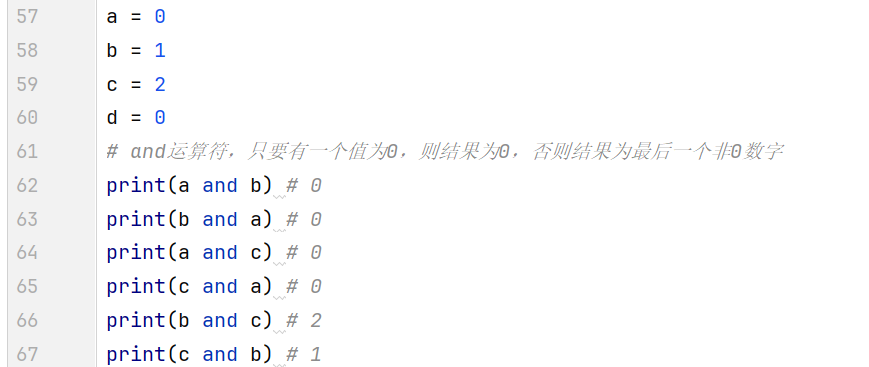 57 a = 0
58 b = 1
59 c = 2
60 d = 0
61 # and运算符，只要有一个值为0，则结果为0，否则结果为最后一个非0数字
62 print(a and b) # 0
63 print(b and a) # 0
64 print(a and c) # 0
65 print(c and a) # 0
66 print(b and c) # 2
67 print(c and b) # 1